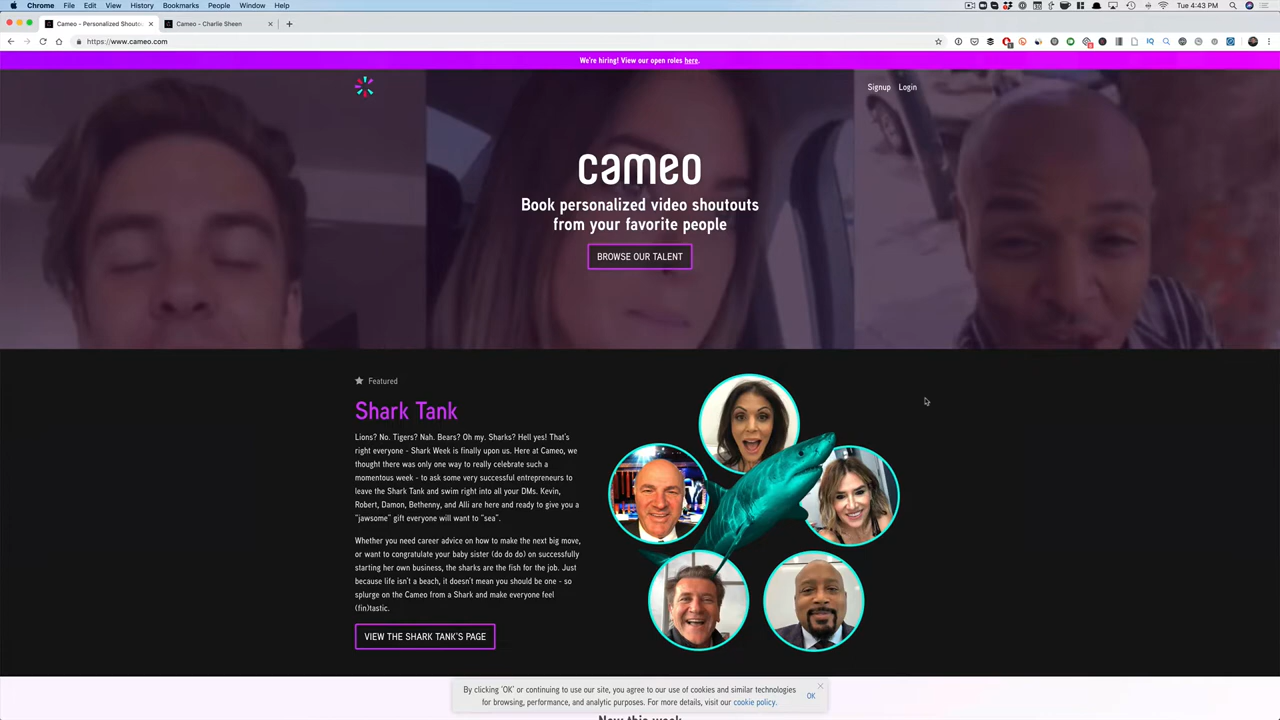 Chrome File Edit View History Bookmarks People Window Help
Tue 4:43 PM
Cameo - Personalized Shoutou
Cameo - Charlie Sheen
https://www.cameo.com
We're hiring! View our open roles here.
Signup Login
cameo
Book personalized video shoutouts
from your favorite people
BROWSE OUR TALENT
Featured
Shark Tank
Lions? No. Tigers? Nah. Bears? Oh my. Sharks? Hell yes! That's
right everyone - Shark Week is finally upon us. Here at Cameo, we
thought there was only one way to really celebrate such a
momentous week - to ask some very successful entrepreneurs to
leave the Shark Tank and swim right into all your DMs. Kevin,
Robert, Damon, Bethenny, and Alli are here and ready to give you a
"jawsome" gift everyone will want to "sea".
Whether you need career advice on how to make the next big move,
or want to congratulate your baby sister (do do do) on successfully
starting her own business, the sharks are the fish for the job. Just
because life isn't a beach, it doesn't mean you should be one - so
splurge on the Cameo from a Shark and make everyone feel
(fin)tastic.
VIEW THE SHARK TANK'S PAGE
By clicking 'OK' or continuing to use our site, you agree to our use of cookies and similar technologies
for browsing, performance, and analytic purposes. For more details, visit our cookie policy.
OK
New this week